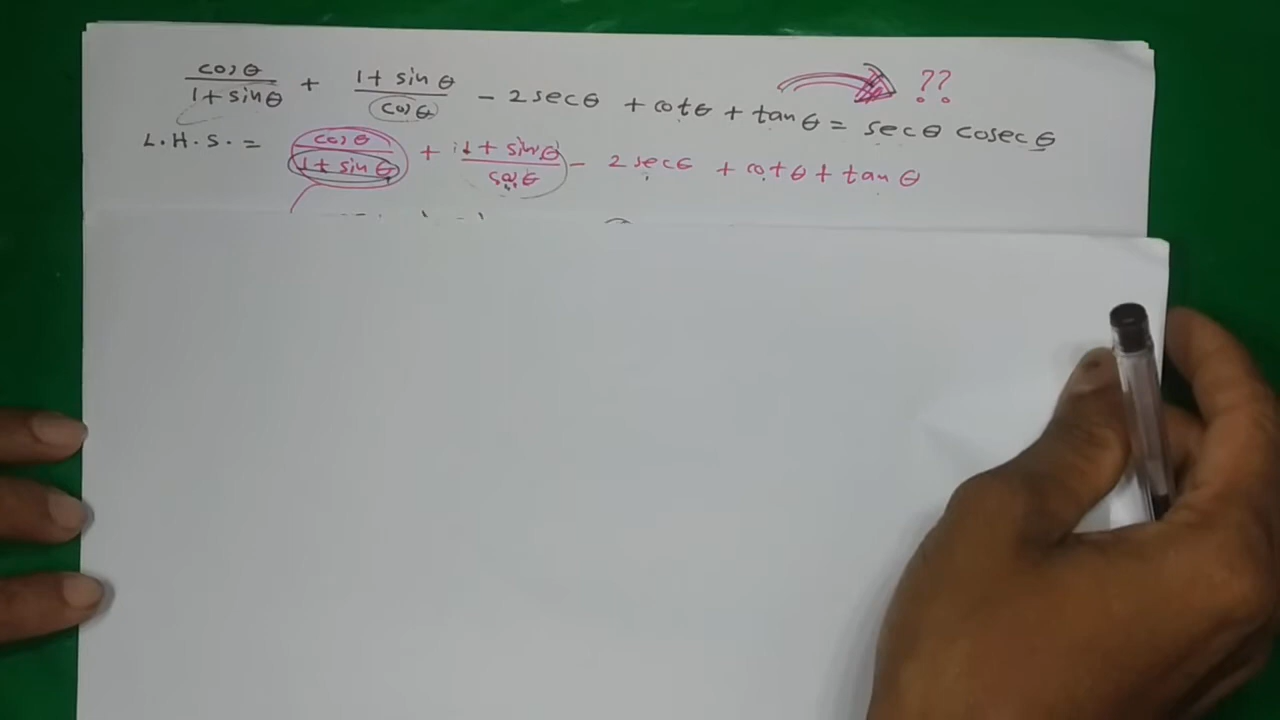 cosθ/1+sinθ + 1+sinθ/cosθ - 2secθ + cotθ + tanθ = secθ cosecθ ??
L.H.S. = cosθ/1+sinθ + 1+sinθ/cosθ - 2secθ + cotθ + tanθ